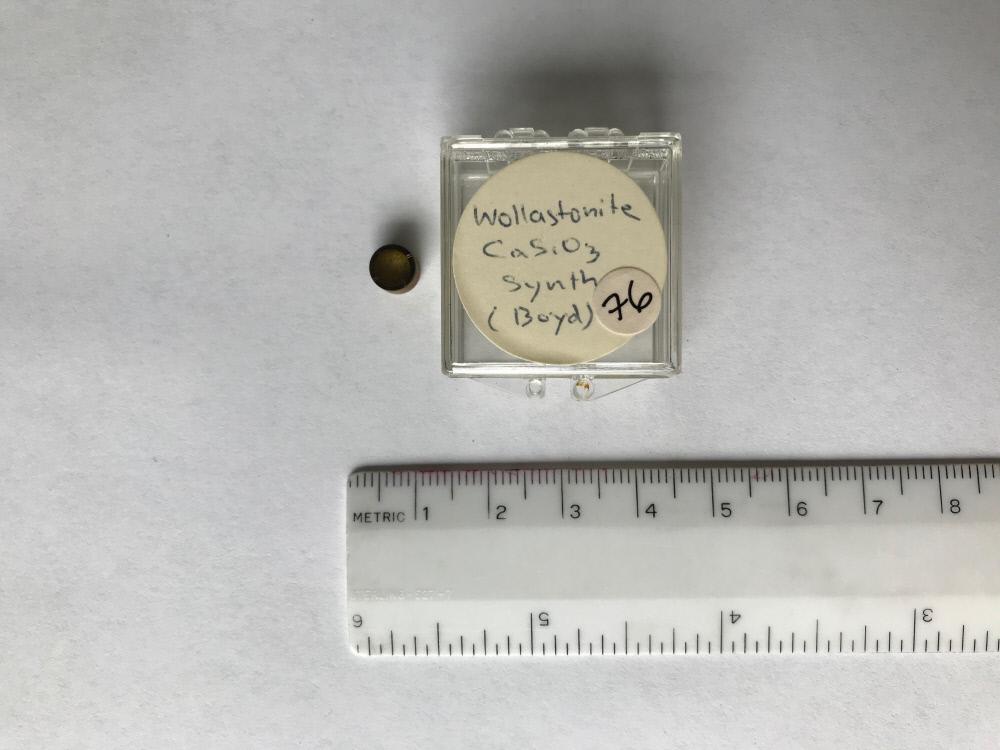 Wollastonite
CaSiO3
Synth
(Boyd)
76
METRIC 1 2 3 4 5 6 7 8
6 5 4 3